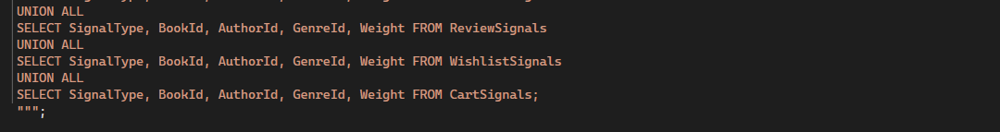 UNION ALL
SELECT SignalType, BookId, AuthorId, GenreId, Weight FROM ReviewSignals
UNION ALL
SELECT SignalType, BookId, AuthorId, GenreId, Weight FROM WishlistSignals
UNION ALL
SELECT SignalType, BookId, AuthorId, GenreId, Weight FROM CartSignals;
""";